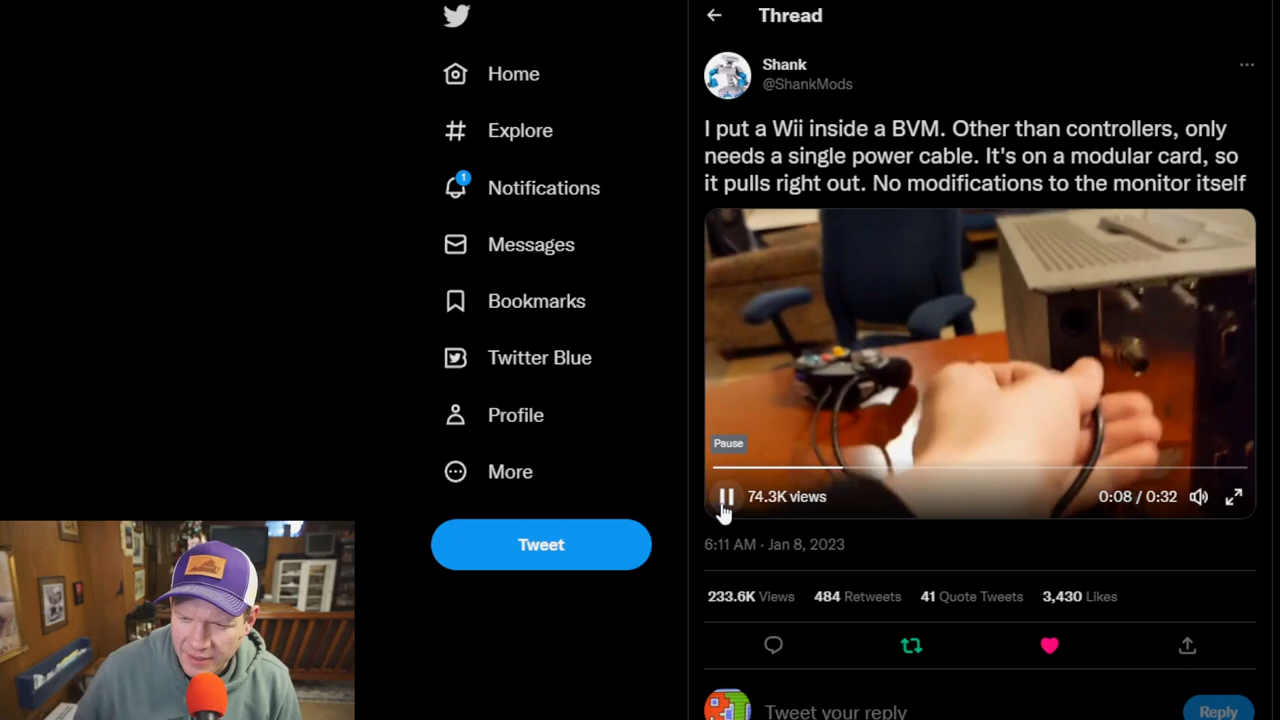 Thread
Home
Explore
1
Notifications
Messages
Bookmarks
Twitter Blue
Profile
More
Tweet
Shank
@ShankMods
I put a Wii inside a BVM. Other than controllers, only
needs a single power cable. It's on a modular card, so
it pulls right out. No modifications to the monitor itself
Pause
74.3K views
0:08 / 0:32
6:11 AM · Jan 8, 2023
233.6K Views 484 Retweets 41 Quote Tweets 3,430 Likes
Tweet your reply
Reply